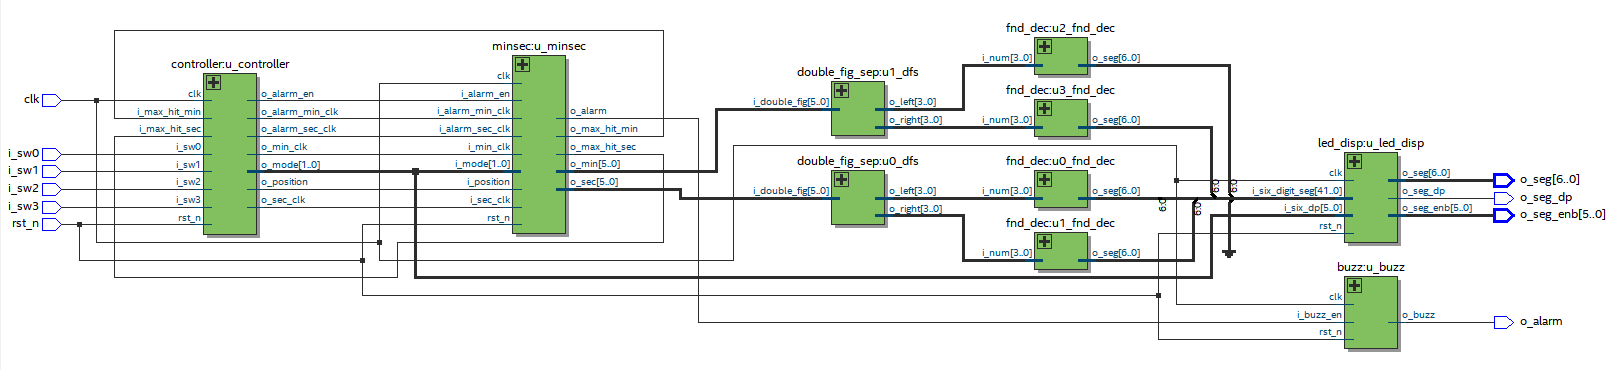 clk
i_sw0
i_sw1
i_sw2
i_sw3
rst_n
controller:u_controller
clk
i_max_hit_min
i_max_hit_sec
i_sw0
i_sw1
i_sw2
i_sw3
rst_n
o_alarm_en
o_alarm_min_clk
o_alarm_sec_clk
o_min_clk
o_mode[1..0]
o_position
o_sec_clk
minsec:u_minsec
clk
i_alarm_en
i_alarm_min_clk
i_alarm_sec_clk
i_min_clk
i_mode[1..0]
i_position
i_sec_clk
rst_n
o_alarm
o_max_hit_min
o_max_hit_sec
o_min[5..0]
o_sec[5..0]
double_fig_sep:u1_dfs
i_double_fig[5..0]
o_left[3..0]
o_right[3..0]
double_fig_sep:u0_dfs
i_double_fig[5..0]
o_left[3..0]
o_right[3..0]
fnd_dec:u2_fnd_dec
i_num[3..0]
o_seg[6..0]
fnd_dec:u3_fnd_dec
i_num[3..0]
o_seg[6..0]
fnd_dec:u0_fnd_dec
i_num[3..0]
o_seg[6..0]
fnd_dec:u1_fnd_dec
i_num[3..0]
o_seg[6..0]
6:0
6:0
6:0
6:0
led_disp:u_led_disp
clk
i_six_digit_seg[41..0]
i_six_dp[5..0]
rst_n
o_seg[6..0]
o_seg_dp
o_seg_enb[5..0]
buzz:u_buzz
clk
i_buzz_en
rst_n
o_buzz
o_seg[6..0]
o_seg_dp
o_seg_enb[5..0]
o_alarm